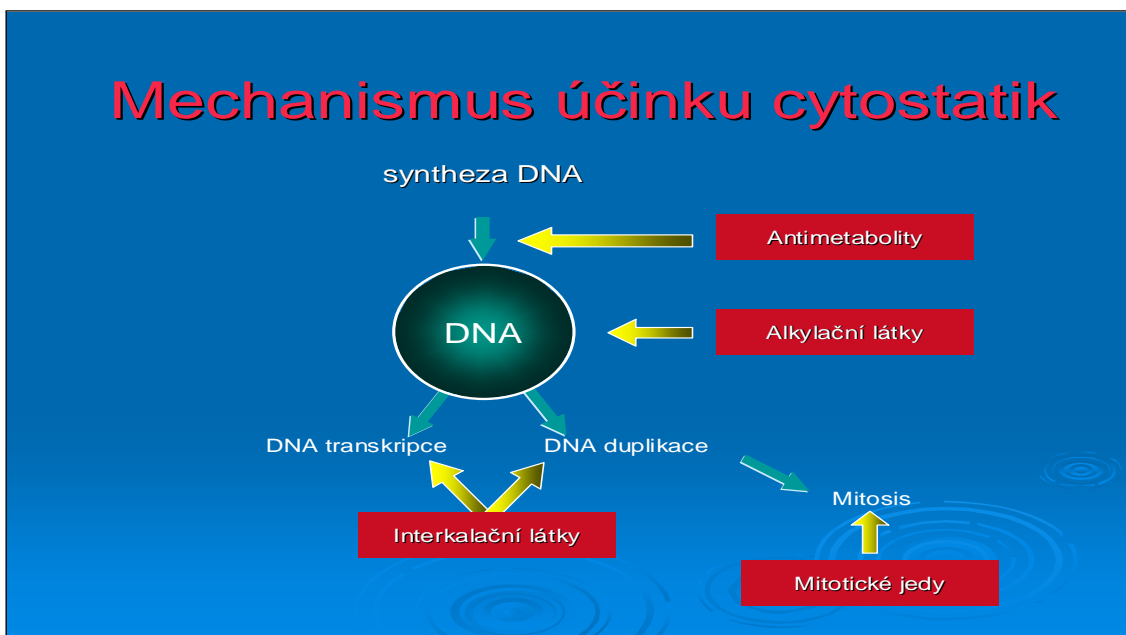 Mechanismus účinku cytostatik
syntheza DNA
Antimetabolity
DNA
Alkylační látky
DNA transkripce
DNA duplikace
Mitosis
Interkalační látky
Mitotické jedy